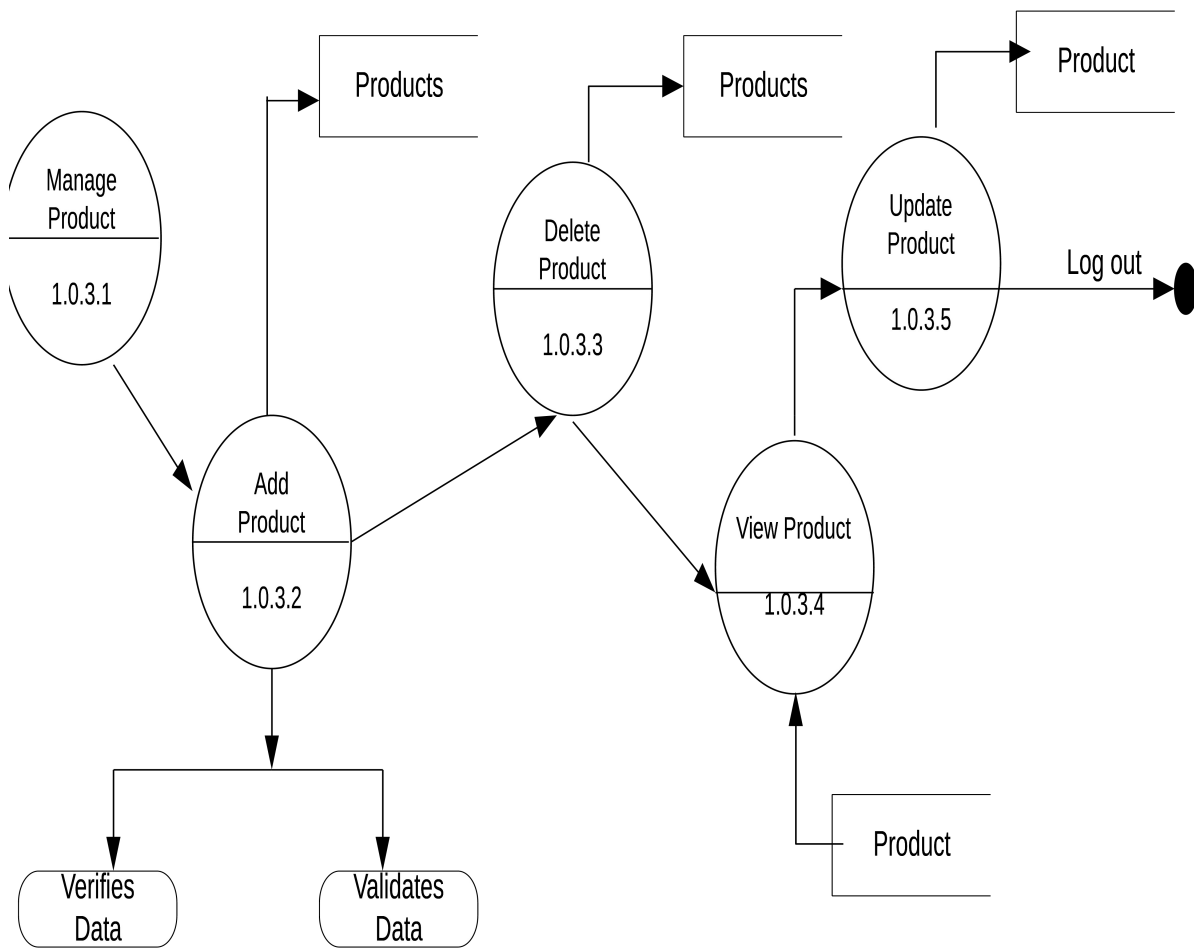 Product
Products
Products
Manage
Product
1.0.3.1
Delete
Product
1.0.3.3
Update
Product
1.0.3.5
Log out
Add
Product
1.0.3.2
View Product
1.0.3.4
Product
Verifies
Data
Validates
Data